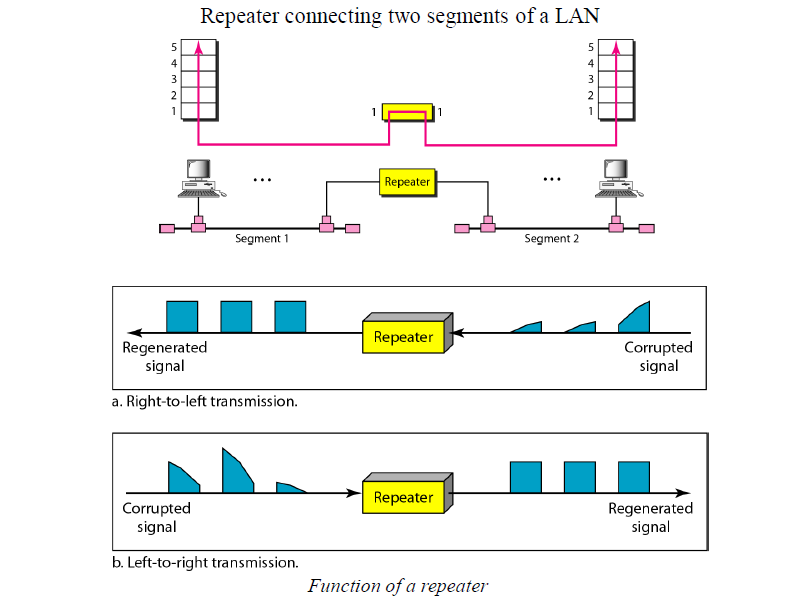 Repeater connecting two segments of a LAN
5
4
3
2
1
1
1
5
4
3
2
1
...
Repeater
...
Segment 1
Segment 2
Repeater
Regenerated
signal
Corrupted
signal
a. Right-to-left transmission.
Repeater
Corrupted
signal
Regenerated
signal
b. Left-to-right transmission.
Function of a repeater